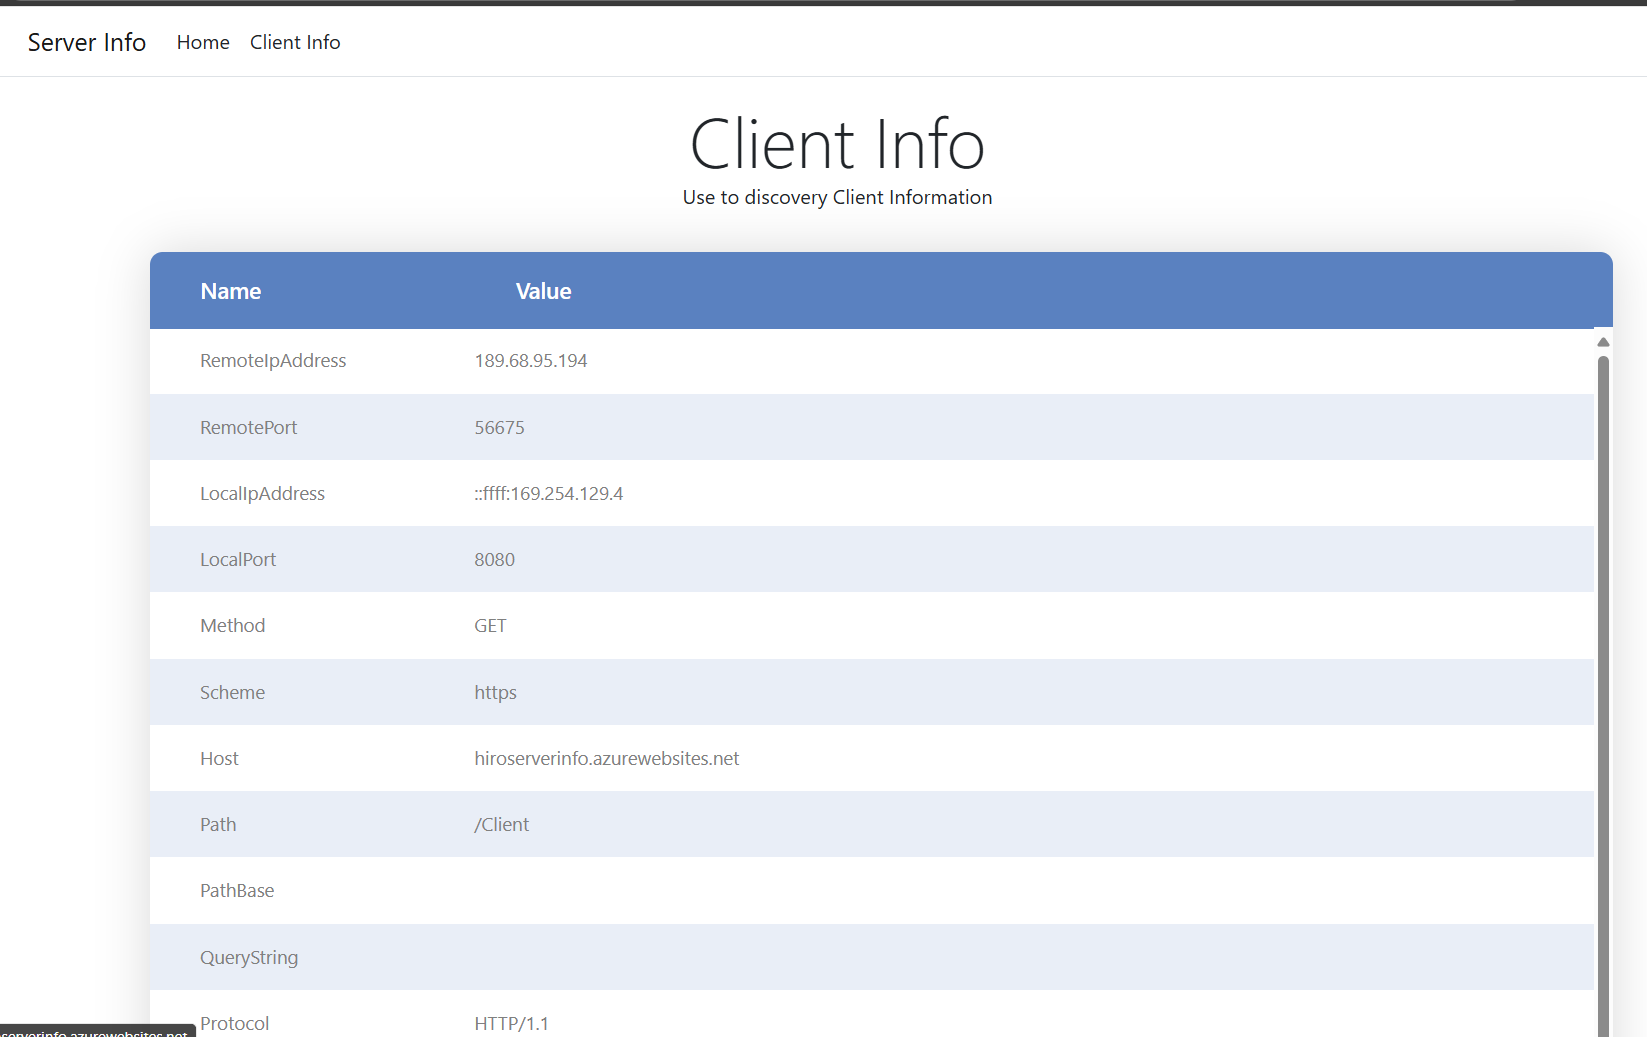 Server Info Home Client Info
Client Info
Use to discovery Client Information
Name Value
RemoteIpAddress 189.68.95.194
RemotePort 56675
LocalIpAddress ::ffff:169.254.129.4
LocalPort 8080
Method GET
Scheme https
Host hiroserverinfo.azurewebsites.net
Path /Client
PathBase
QueryString
Protocol HTTP/1.1
serverinfo.azurewebsites.net